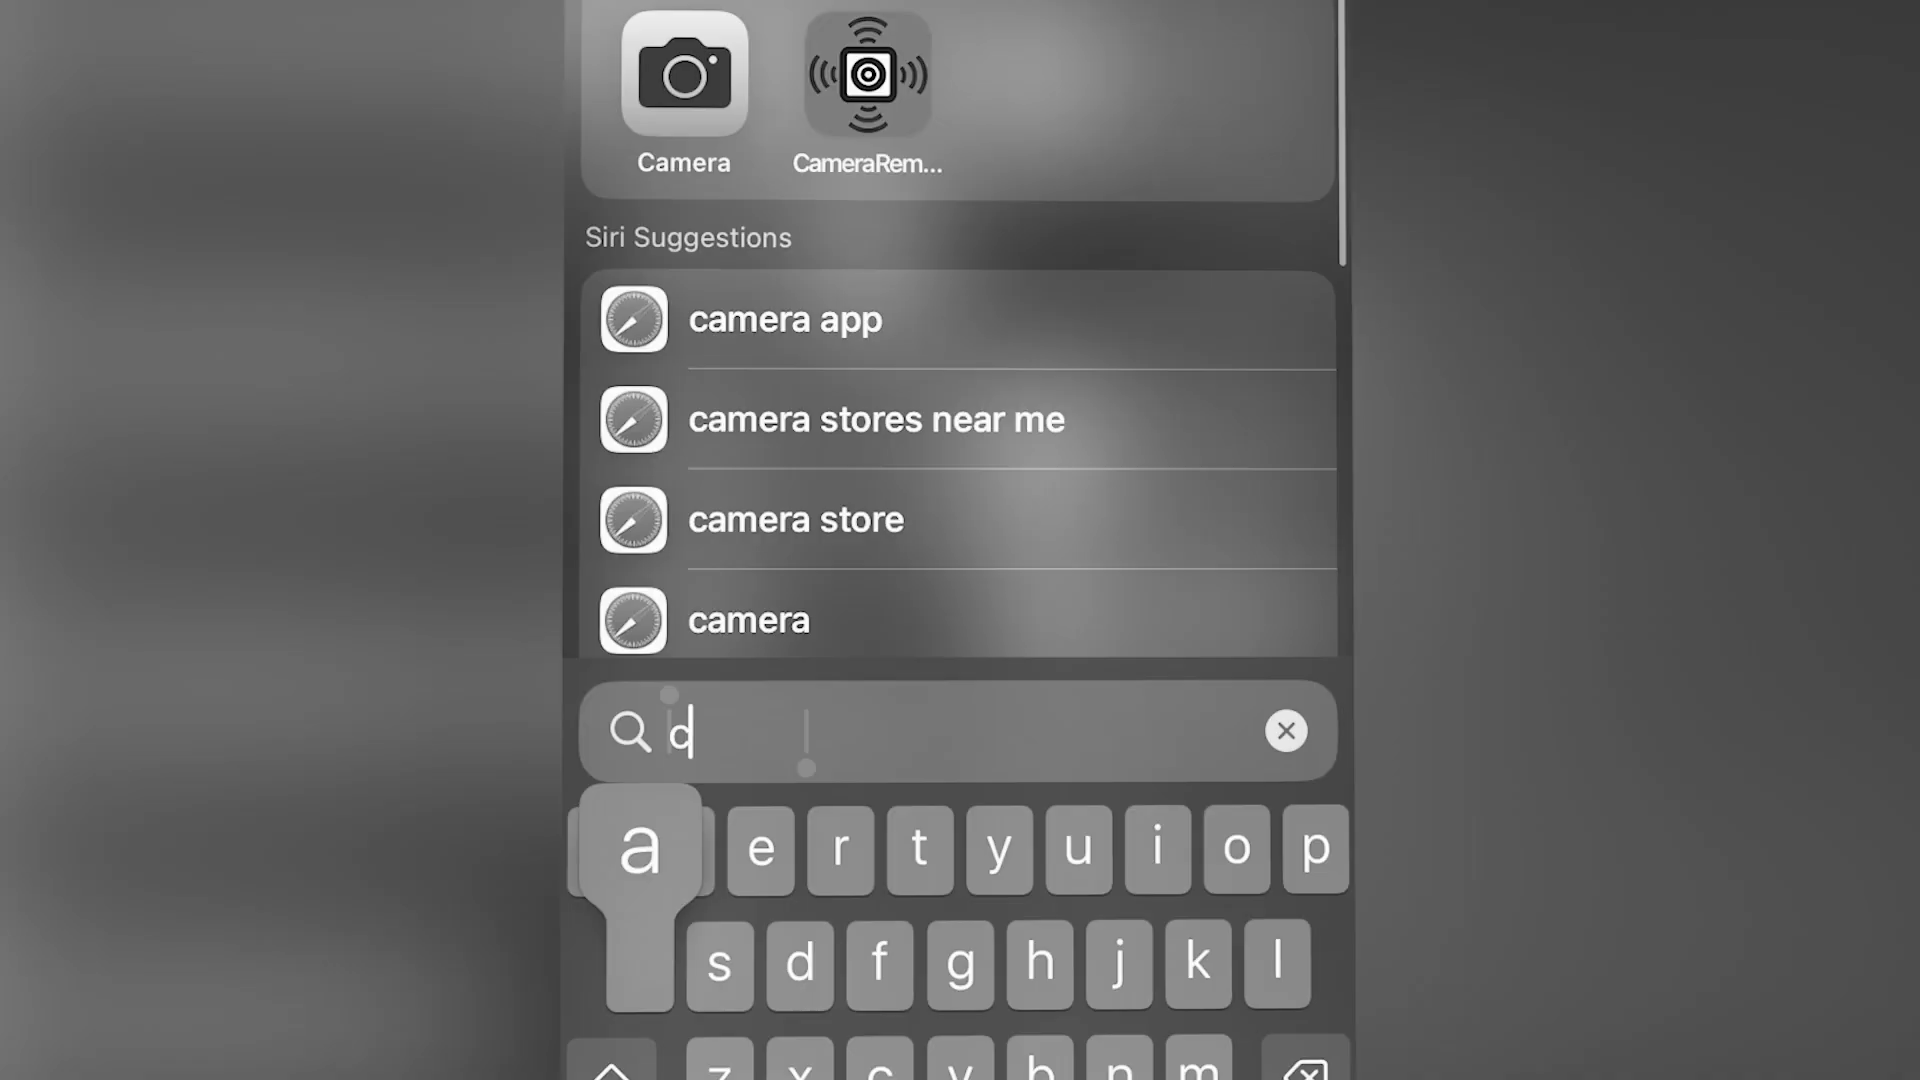 Camera
CameraRem...
Siri Suggestions
camera app
camera stores near me
camera store
camera
c
a e r t y u i o p
s d f g h j k l
z x c v b n m